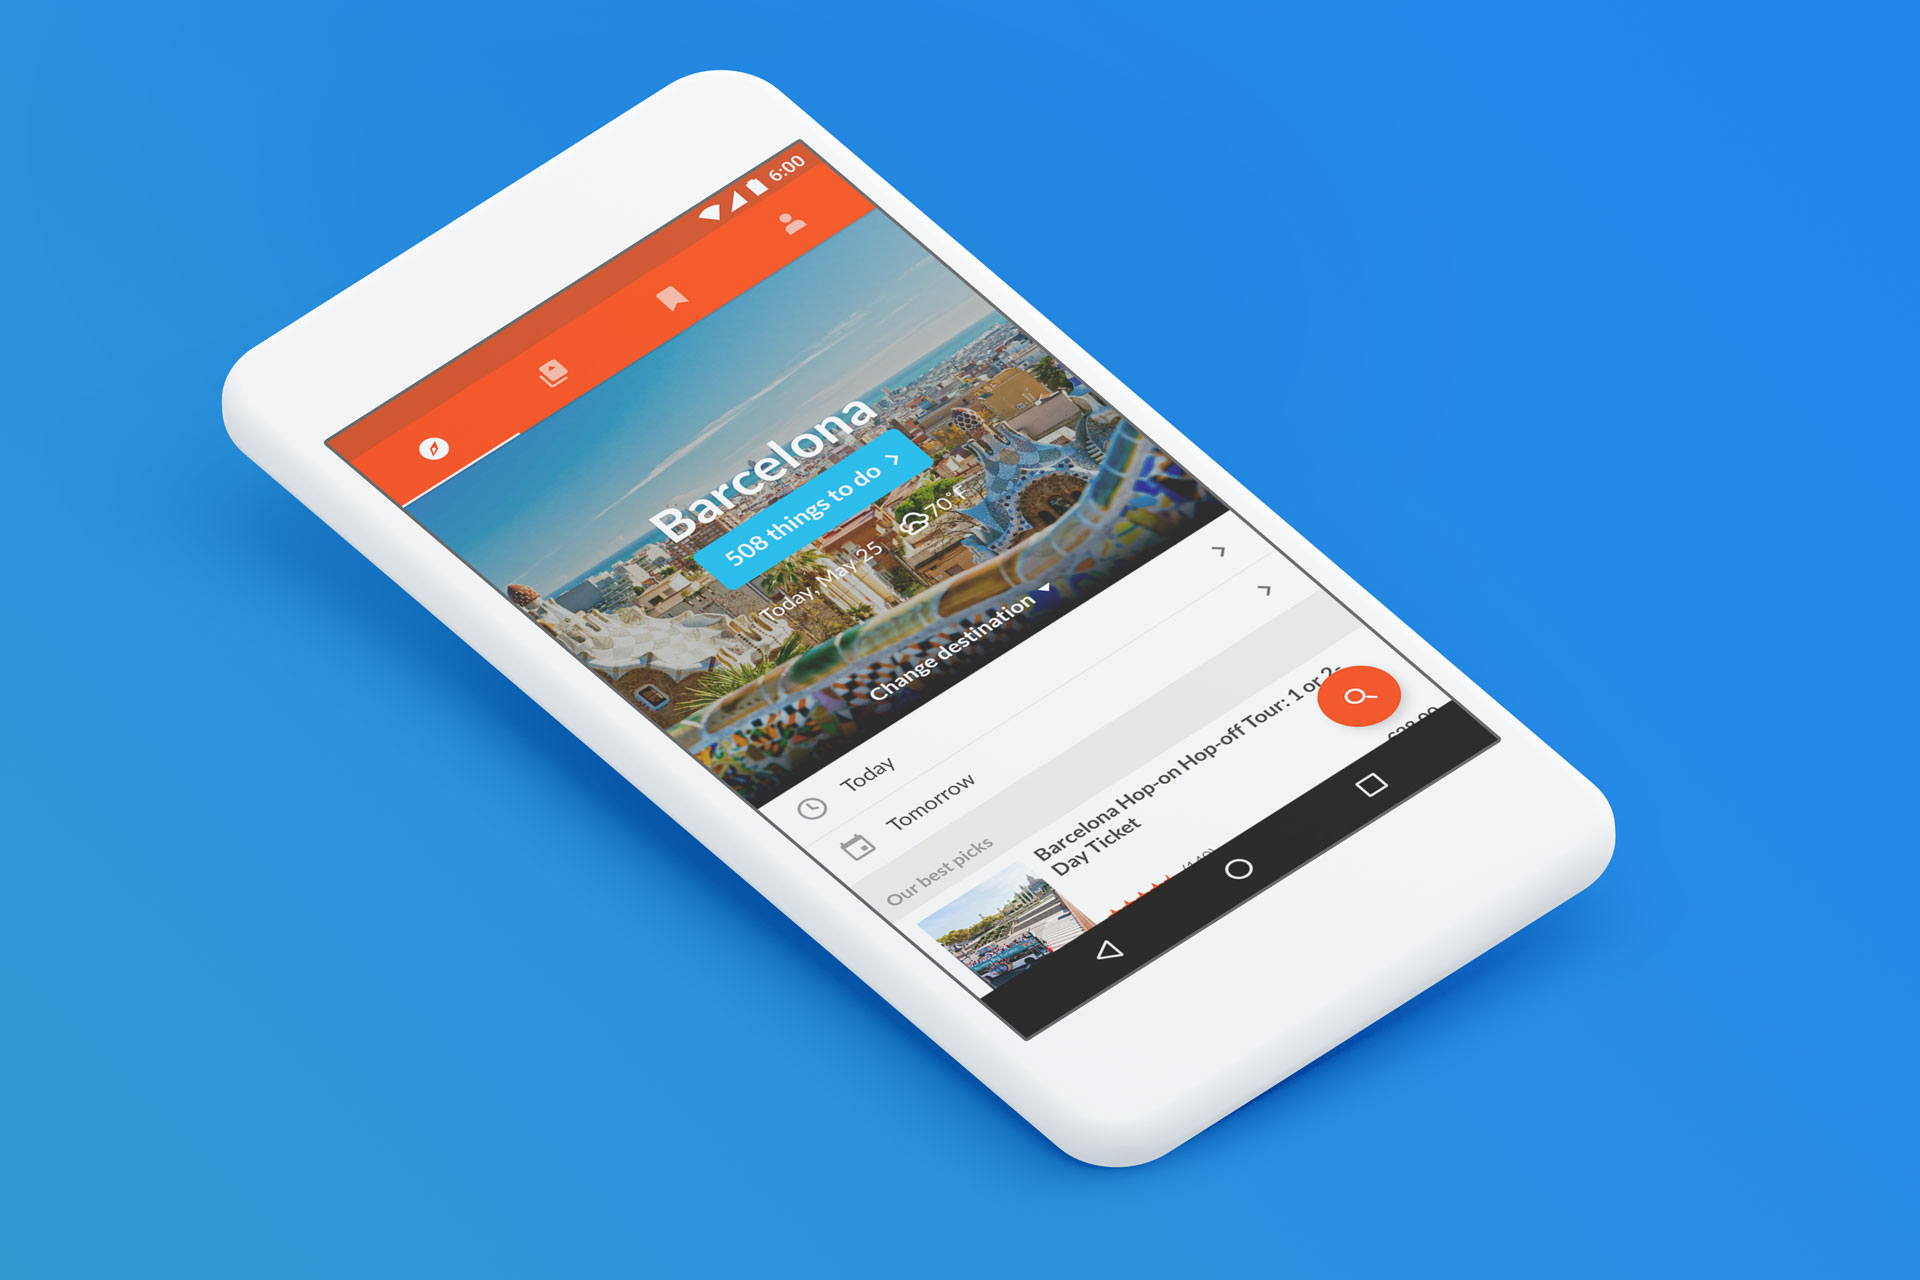 6:00
Barcelona
508 things to do
Today, May 25 70°F
Change destination
Today
Tomorrow
Our best picks
Barcelona Hop-on Hop-off Tour: 1 or 2-
Day Ticket